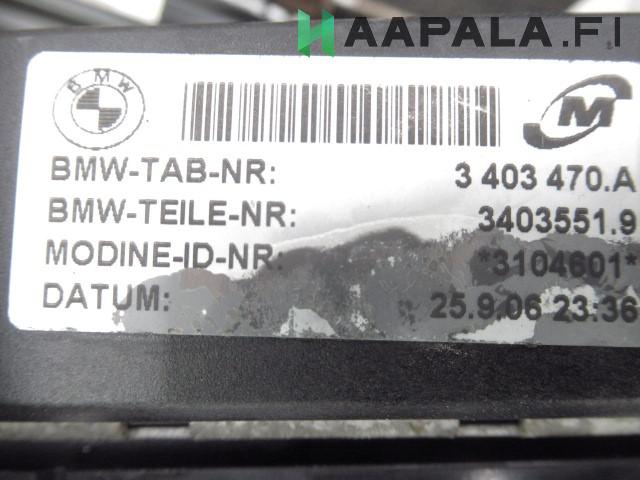 HAAPALA.FI
BMW
M
BMW-TAB-NR: 3 403 470.A
BMW-TEILE-NR: 3403551.9
MODINE-ID-NR: *3104601*
DATUM: 25.9.06 23:36